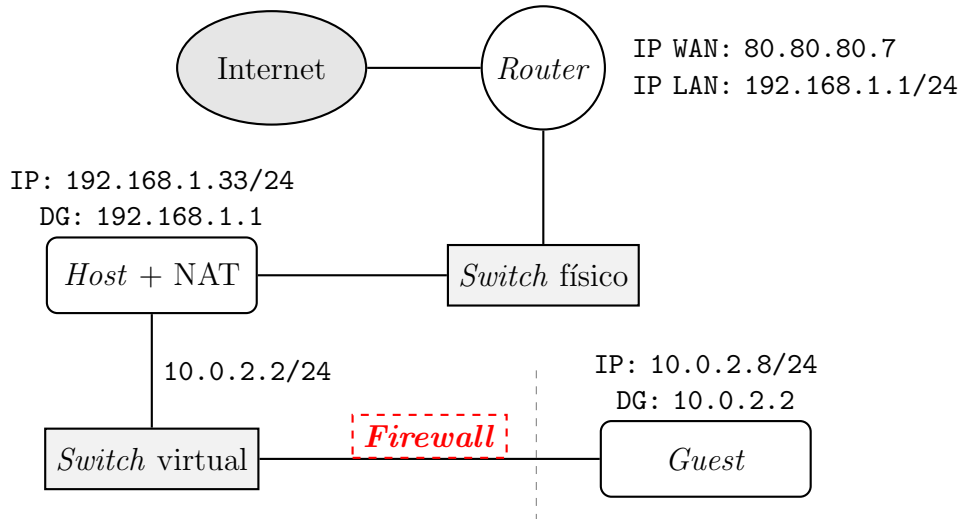 Internet
Router
IP WAN: 80.80.80.7
IP LAN: 192.168.1.1/24
IP: 192.168.1.33/24
DG: 192.168.1.1
Host + NAT
Switch físico
10.0.2.2/24
IP: 10.0.2.8/24
DG: 10.0.2.2
Switch virtual
Firewall
Guest